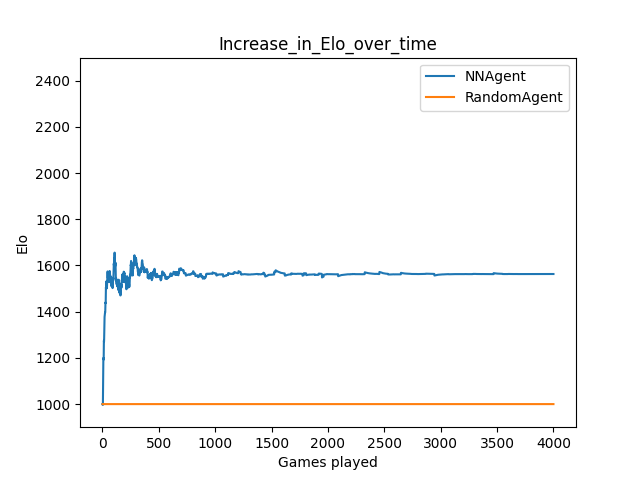 Increase_in_Elo_over_time
NNAgent
RandomAgent
2400
2200
2000
1800
1600
1400
1200
1000
Elo
0 500 1000 1500 2000 2500 3000 3500 4000
Games played